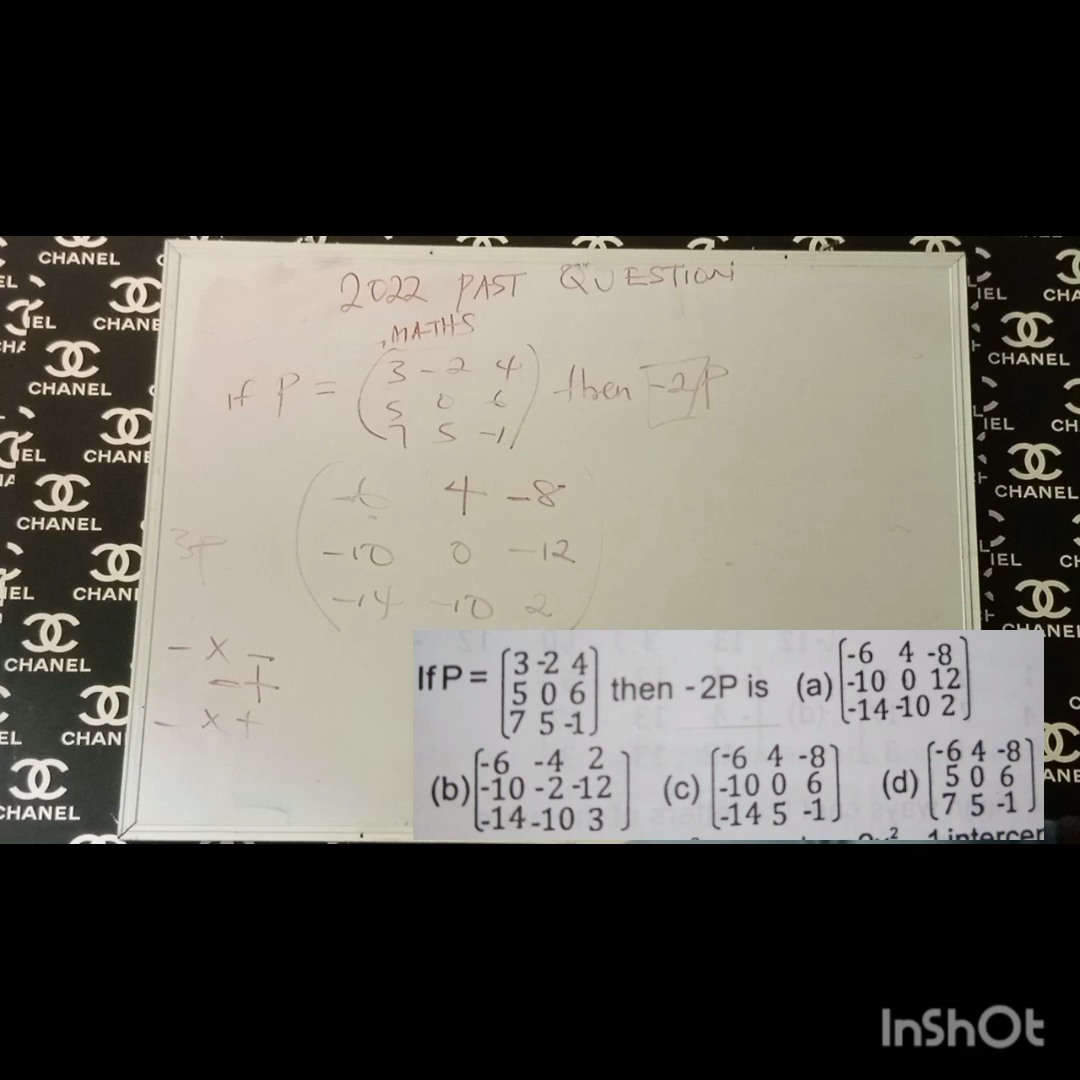 2022 PAST QUESTION
MATHS
If P = (3 -2 4) then -2P
5 0 6
7 5 -1
-6 4 -8
3P
-10 0 -12
-14 -10 2
- x -
= +
- x +
If P = [3 -2 4
5 0 6
7 5 -1] then - 2P is (a) [-6 4 -8
-10 0 12
-14 -10 2]
(b) [-6 -4 2
-10 -2 -12
-14 -10 3]
(c) [-6 4 -8
-10 0 6
-14 5 -1]
(d) [-6 4 -8
5 0 6
7 5 -1]
CHANEL
CHANEL
CHANEL
CHANEL
CHANEL
CHANEL
CHANEL
CHANEL
CHANEL
InShOt